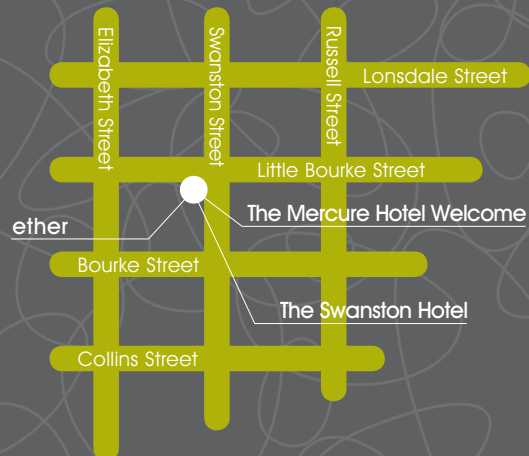 Elizabeth Street
Swanston Street
Russell Street
Lonsdale Street
Little Bourke Street
The Mercure Hotel Welcome
ether
Bourke Street
The Swanston Hotel
Collins Street